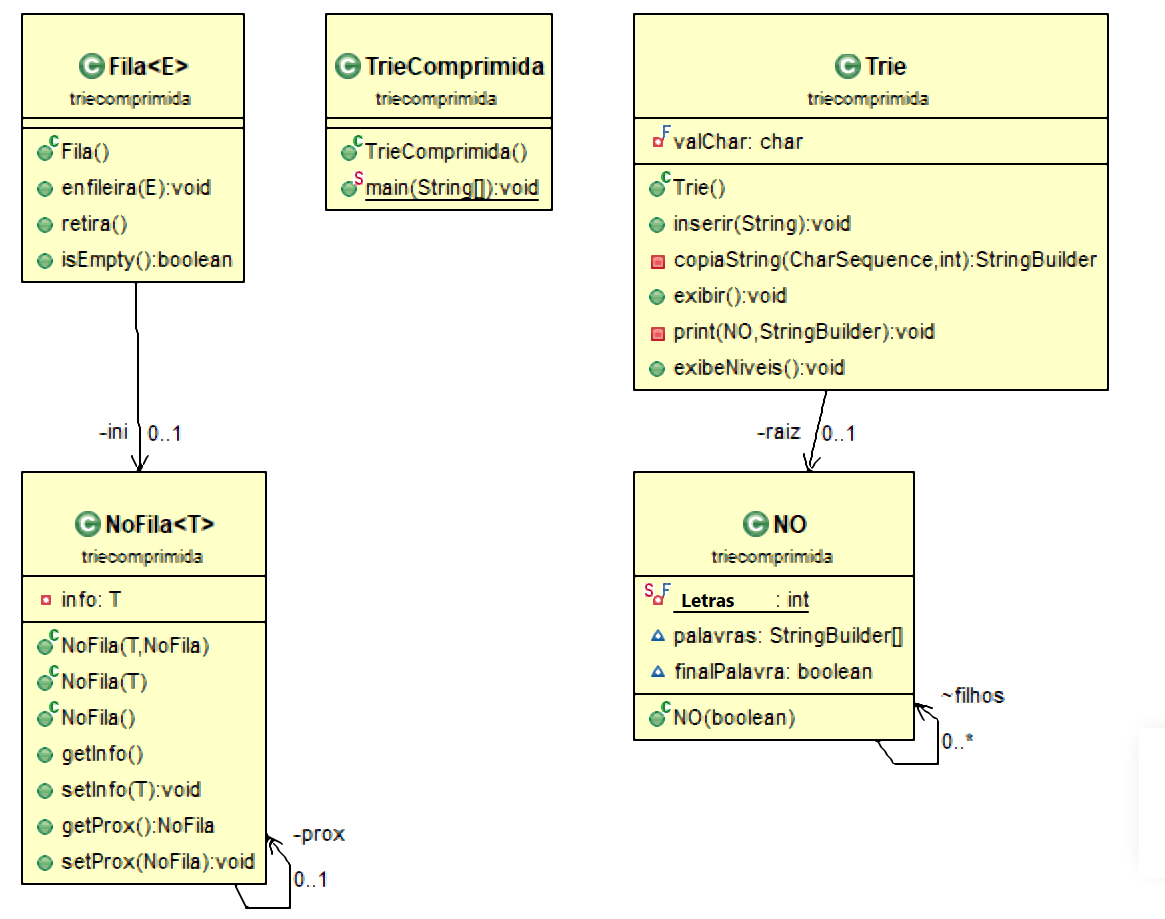 Fila<E>
triecomprimida
Fila()
enfileira(E):void
retira()
isEmpty():boolean
-ini 0..1
NoFila<T>
triecomprimida
info: T
NoFila(T,NoFila)
NoFila(T)
NoFila()
getInfo()
setInfo(T):void
getProx():NoFila
setProx(NoFila):void
-prox
0..1
TrieComprimida
triecomprimida
TrieComprimida()
main(String[]):void
Trie
triecomprimida
valChar: char
Trie()
inserir(String):void
copiaString(CharSequence,int):StringBuilder
exibir():void
print(NO,StringBuilder):void
exibeNiveis():void
-raiz 0..1
NO
triecomprimida
Letras : int
palavras: StringBuilder[]
finalPalavra: boolean
NO(boolean)
~filhos
0..*